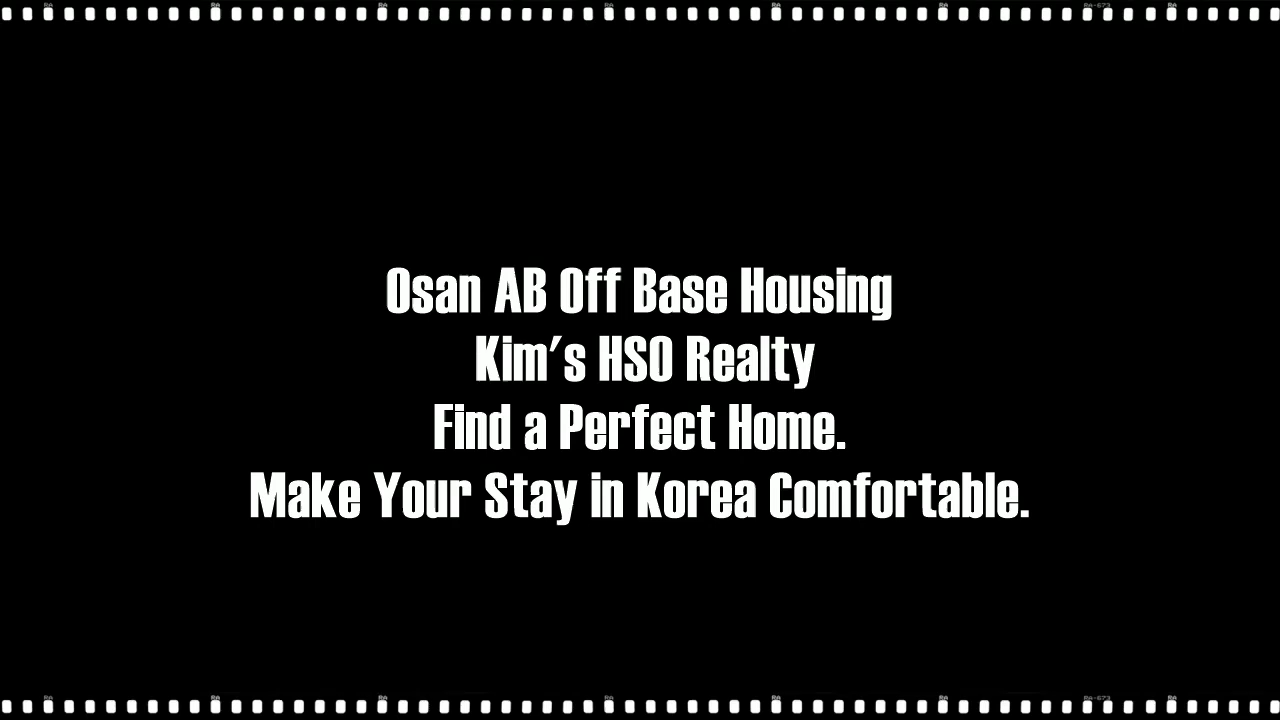 Osan AB Off Base Housing
Kim's HSO Realty
Find a Perfect Home.
Make Your Stay in Korea Comfortable.